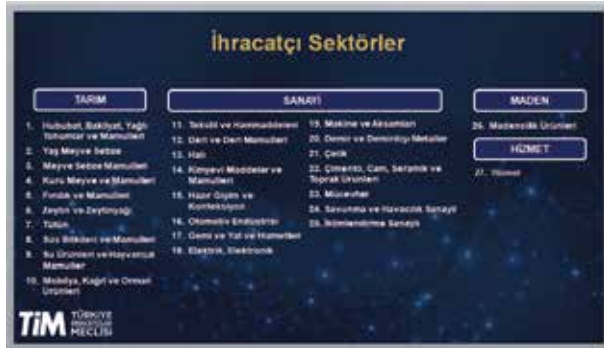 İhracatçı Sektörler
TARIM
1. Hububat, Bakliyat, Yağlı
Tohumlar ve Mamulleri
2. Yaş Meyve Sebze
3. Meyve Sebze Mamulleri
4. Kuru Meyve ve Mamulleri
5. Fındık ve Mamulleri
6. Zeytin ve Zeytinyağı
7. Tütün
8. Süs Bitkileri ve Mamulleri
9. Su Ürünleri ve Hayvansal
Mamuller
10. Mobilya, Kağıt ve Orman
Ürünleri
SANAYİ
11. Tekstil ve Hammaddeleri
12. Deri ve Deri Mamulleri
13. Halı
14. Kimyevi Maddeler ve
Mamulleri
15. Hazır Giyim ve
Konfeksiyon
16. Otomotiv Endüstrisi
17. Gemi ve Yat ve Hizmetleri
18. Elektrik, Elektronik
19. Makine ve Aksamları
20. Demir ve Demirdışı Metaller
21. Çelik
22. Çimento, Cam, Seramik ve
Toprak Ürünleri
23. Mücevher
24. Savunma ve Havacılık Sanayii
25. İklimlendirme Sanayii
MADEN
26. Madencilik Ürünleri
HİZMET
27. Hizmet
TİM TÜRKİYE
İHRACATÇILAR
MECLİSİ